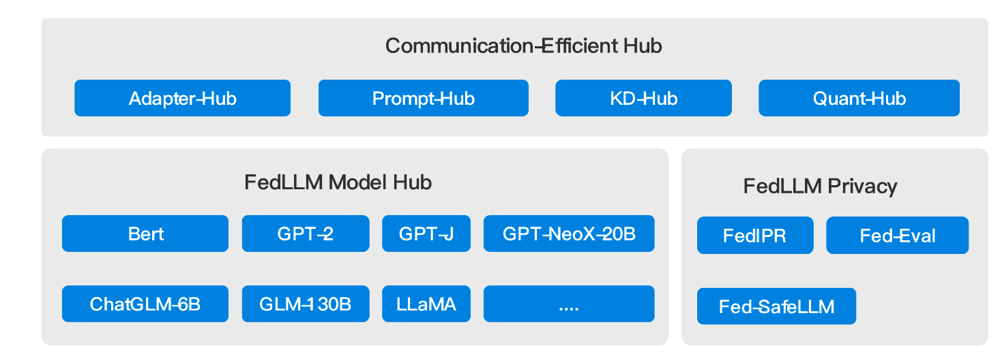 Communication-Efficient Hub
Adapter-Hub Prompt-Hub KD-Hub Quant-Hub
FedLLM Model Hub
Bert GPT-2 GPT-J GPT-NeoX-20B
ChatGLM-6B GLM-130B LLaMA ....
FedLLM Privacy
FedIPR Fed-Eval
Fed-SafeLLM